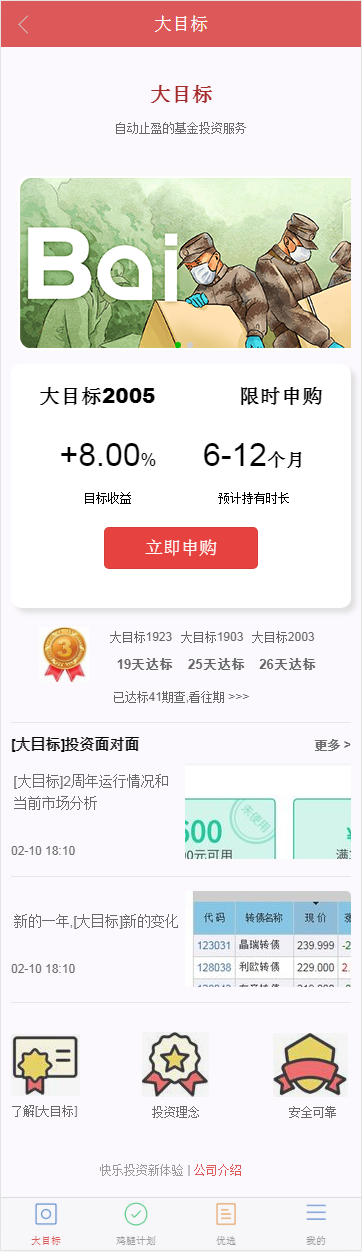 大目标
大目标
自动止盈的基金投资服务
Bai
大目标2005 限时申购
+8.00% 6-12个月
目标收益 预计持有时长
立即申购
3
大目标1923 大目标1903 大目标2003
19天达标 25天达标 26天达标
已达标41期查,看往期 >>>
[大目标]投资面对面 更多 >
[大目标]2周年运行情况和
当前市场分析
02-10 18:10
未使用
00元可用 满
新的一年,[大目标]新的变化
02-10 18:10
代码 转债名称 现价
123031 晶瑞转债 239.999 -2
128038 利欧转债 229.000 2.
了解[大目标] 投资理念 安全可靠
快乐投资新体验 | 公司介绍
大目标 鸡腿计划 优选 我的